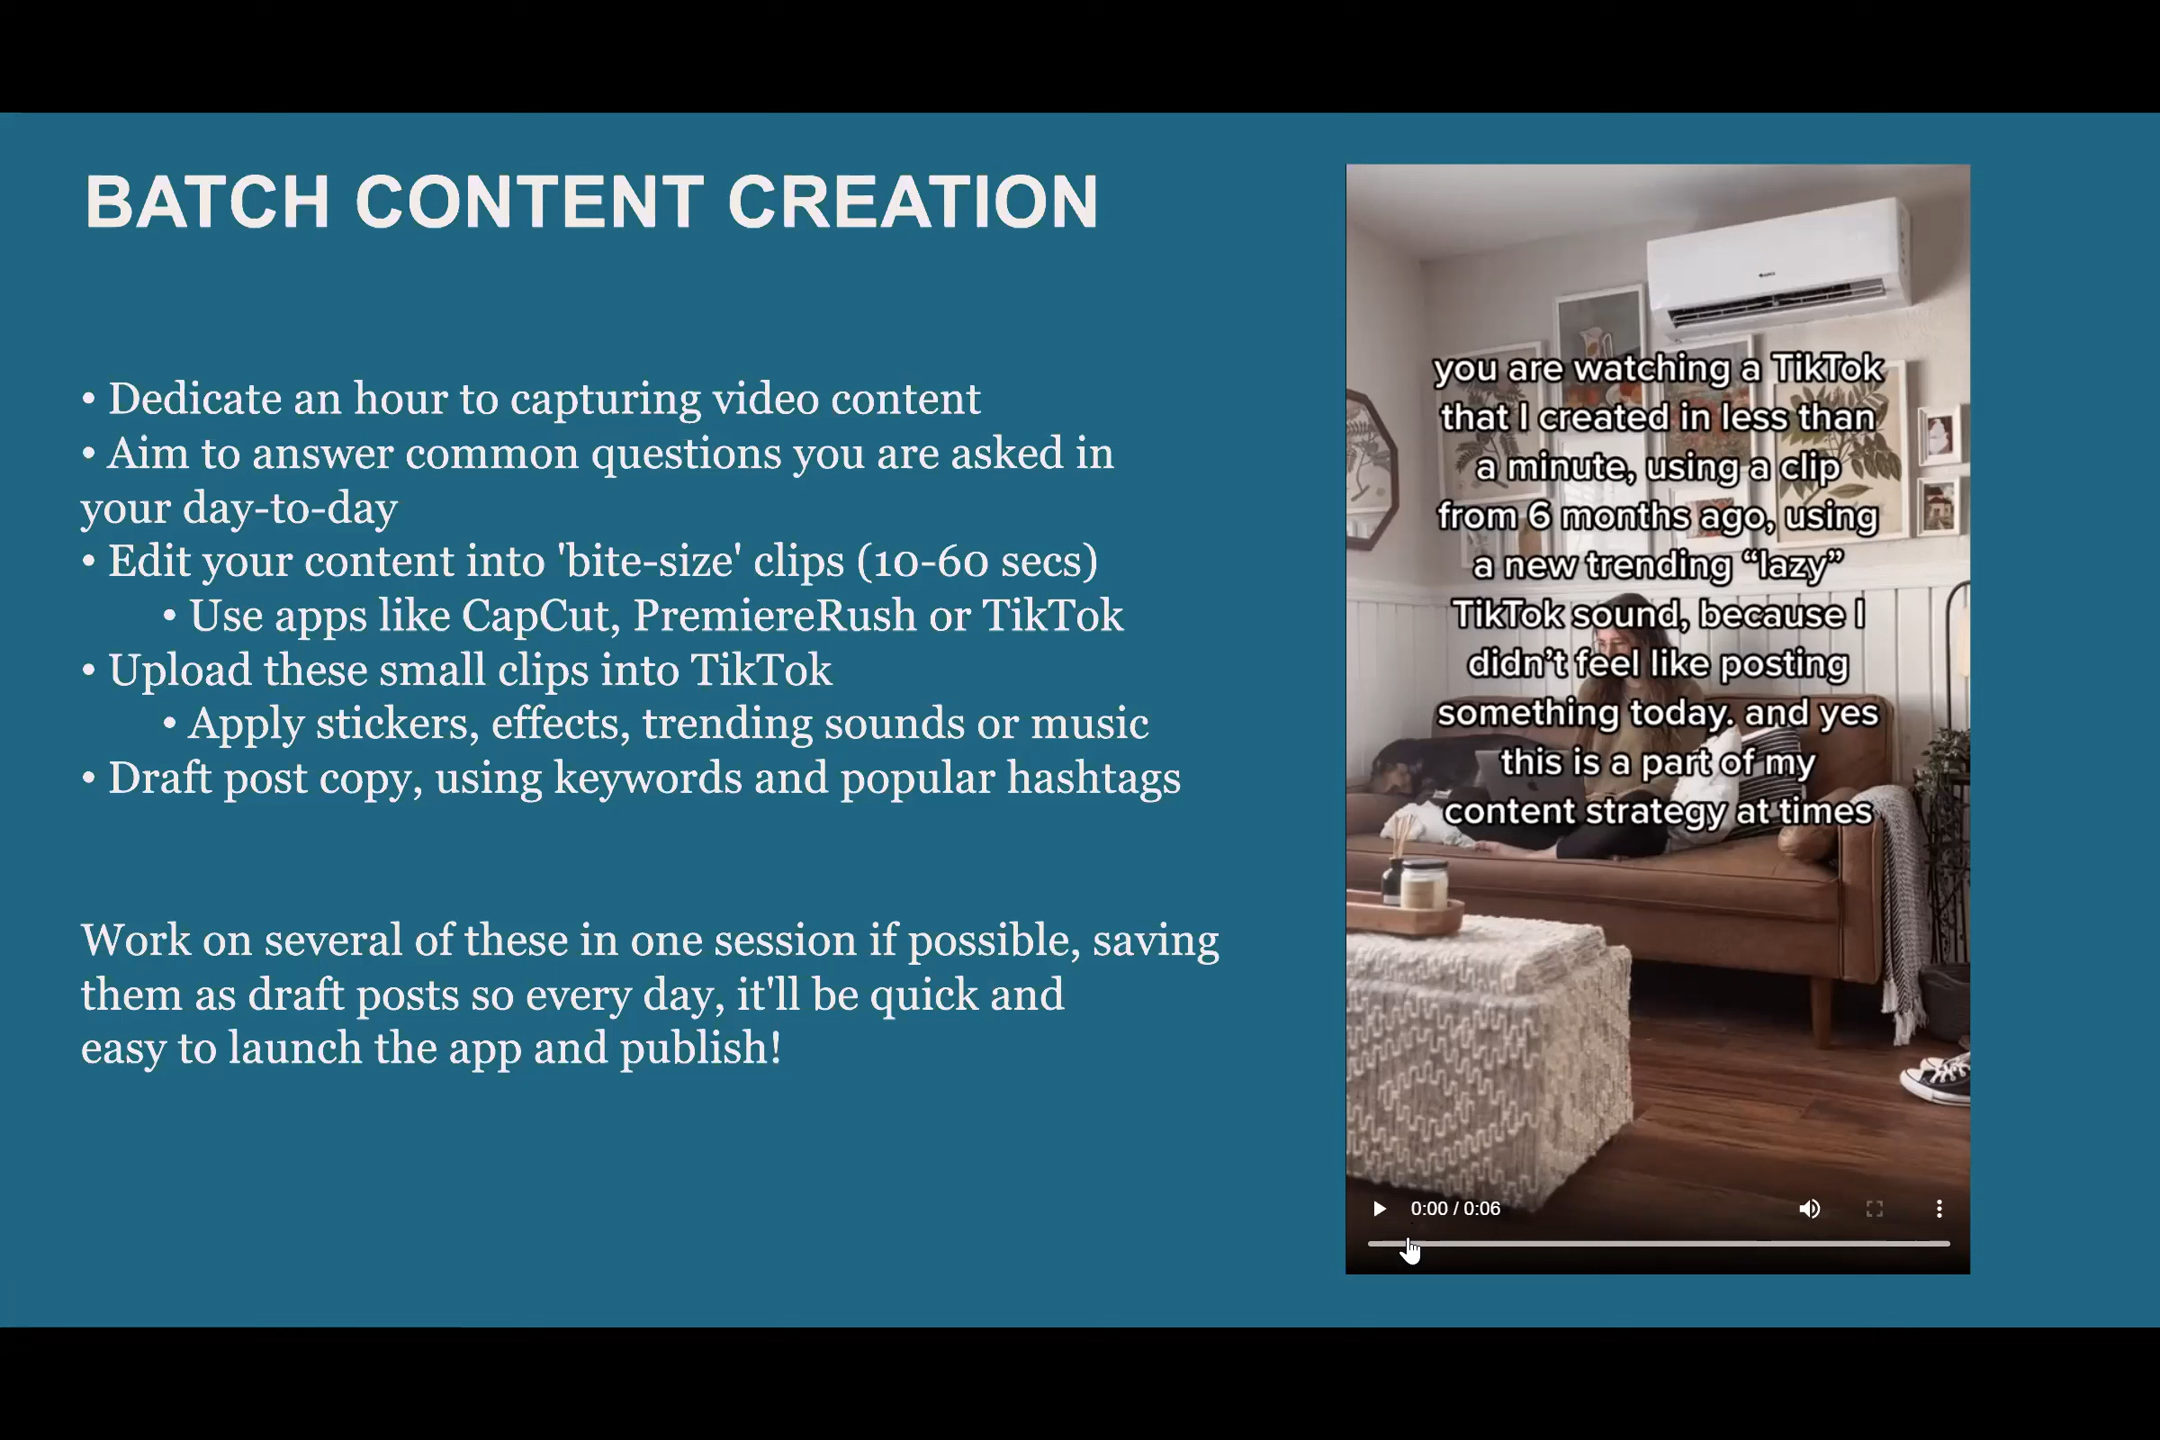 BATCH CONTENT CREATION
• Dedicate an hour to capturing video content
• Aim to answer common questions you are asked in
your day-to-day
• Edit your content into 'bite-size' clips (10-60 secs)
• Use apps like CapCut, PremiereRush or TikTok
• Upload these small clips into TikTok
• Apply stickers, effects, trending sounds or music
• Draft post copy, using keywords and popular hashtags
Work on several of these in one session if possible, saving
them as draft posts so every day, it'll be quick and
easy to launch the app and publish!
you are watching a TikTok
that I created in less than
a minute, using a clip
from 6 months ago, using
a new trending “lazy”
TikTok sound, because I
didn’t feel like posting
something today. and yes
this is a part of my
content strategy at times
0:00 / 0:06